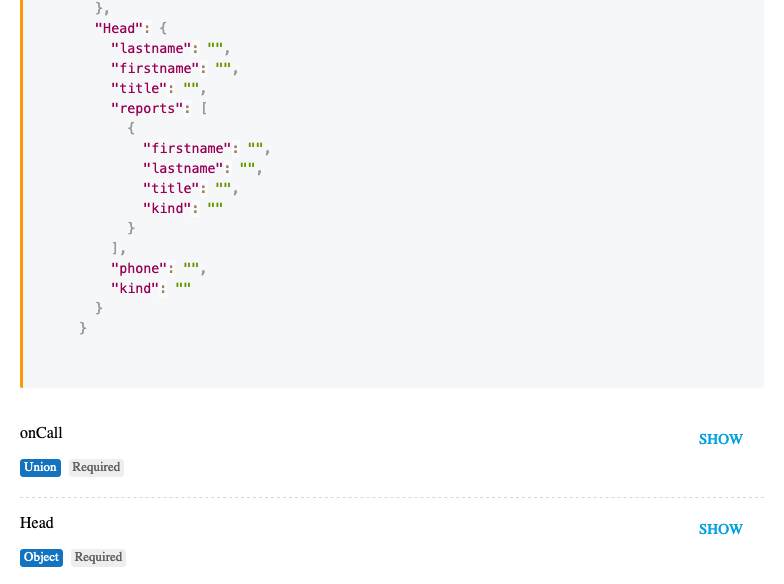 },
"Head": {
"lastname": "",
"firstname": "",
"title": "",
"reports": [
{
"firstname": "",
"lastname": "",
"title": "",
"kind": ""
}
],
"phone": "",
"kind": ""
}
}
onCall
SHOW
Union Required
Head
SHOW
Object Required